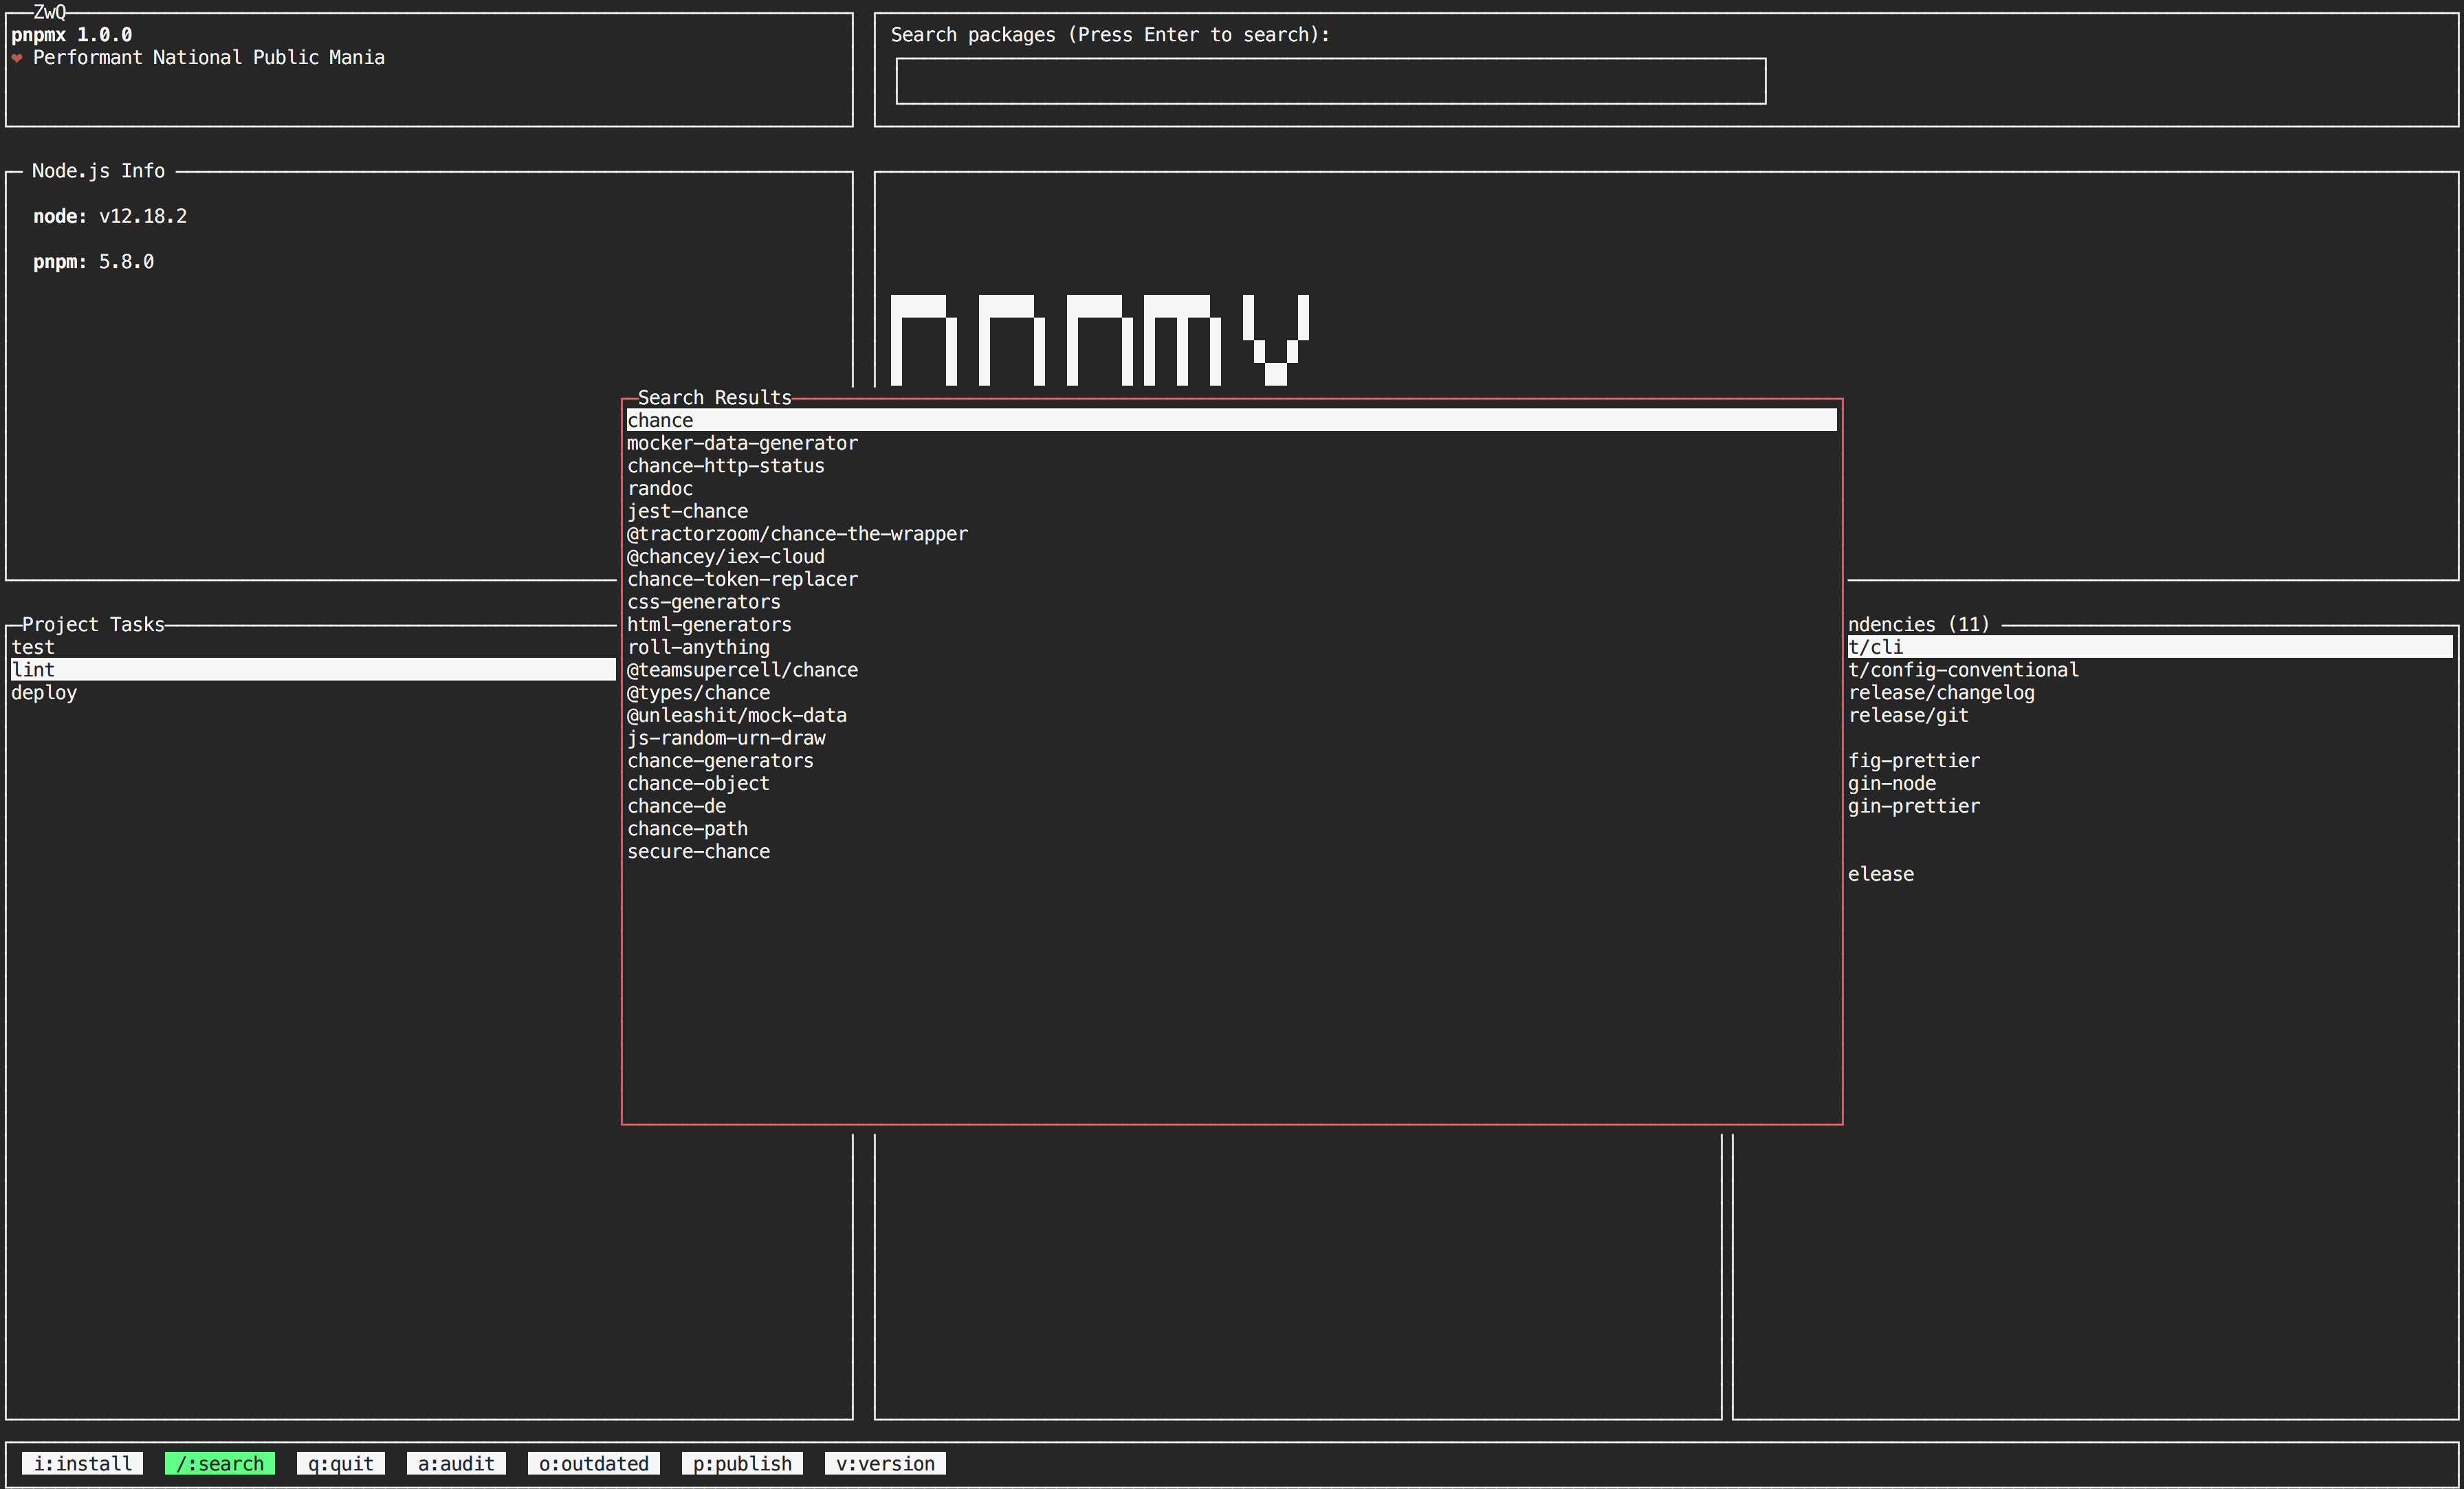 ZwQ
pnpmx 1.0.0
❤ Performant National Public Mania
Search packages (Press Enter to search):
Node.js Info
node: v12.18.2
pnpm: 5.8.0
Search Results
chance
mocker-data-generator
chance-http-status
randoc
jest-chance
@tractorzoom/chance-the-wrapper
@chancey/iex-cloud
chance-token-replacer
css-generators
html-generators
roll-anything
@teamsupercell/chance
@types/chance
@unleashit/mock-data
js-random-urn-draw
chance-generators
chance-object
chance-de
chance-path
secure-chance
Project Tasks
test
lint
deploy
ndencies (11)
t/cli
t/config-conventional
release/changelog
release/git
fig-prettier
gin-node
gin-prettier
elease
i:install /:search q:quit a:audit o:outdated p:publish v:version